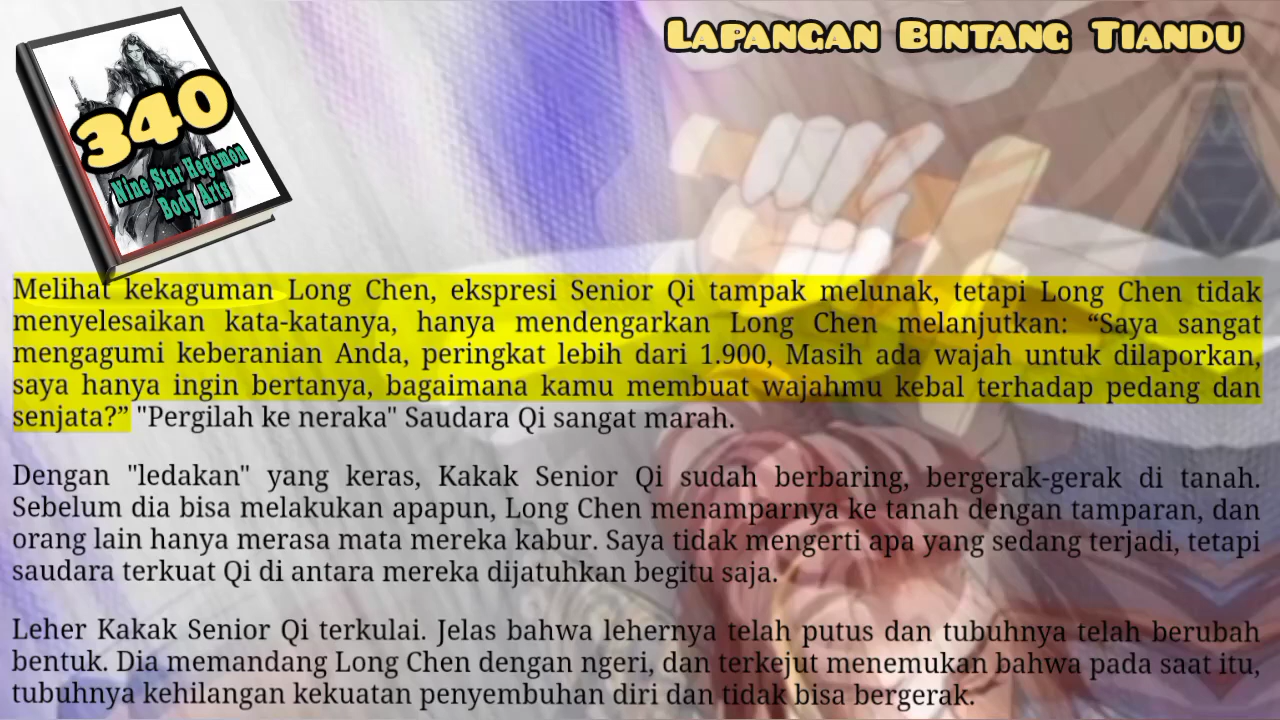 Lapangan Bintang Tiandu
340
Nine Star Hegemon
Body Arts
Melihat kekaguman Long Chen, ekspresi Senior Qi tampak melunak, tetapi Long Chen tidak
menyelesaikan kata-katanya, hanya mendengarkan Long Chen melanjutkan: “Saya sangat
mengagumi keberanian Anda, peringkat lebih dari 1.900, Masih ada wajah untuk dilaporkan,
saya hanya ingin bertanya, bagaimana kamu membuat wajahmu kebal terhadap pedang dan
senjata?” "Pergilah ke neraka" Saudara Qi sangat marah.
Dengan "ledakan" yang keras, Kakak Senior Qi sudah berbaring, bergerak-gerak di tanah.
Sebelum dia bisa melakukan apapun, Long Chen menamparnya ke tanah dengan tamparan, dan
orang lain hanya merasa mata mereka kabur. Saya tidak mengerti apa yang sedang terjadi, tetapi
saudara terkuat Qi di antara mereka dijatuhkan begitu saja.
Leher Kakak Senior Qi terkulai. Jelas bahwa lehernya telah putus dan tubuhnya telah berubah
bentuk. Dia memandang Long Chen dengan ngeri, dan terkejut menemukan bahwa pada saat itu,
tubuhnya kehilangan kekuatan penyembuhan diri dan tidak bisa bergerak.